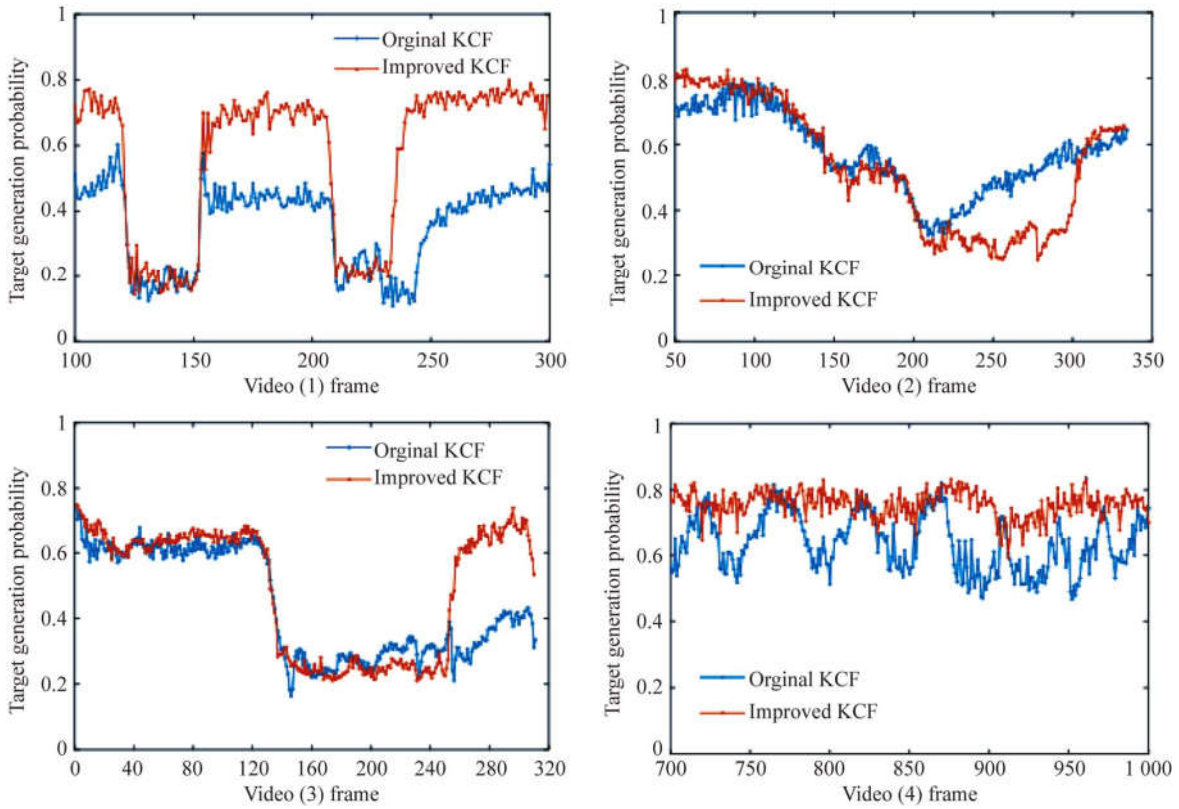 Target generation probability
1
0.8
0.6
0.4
0.2
0
Orginal KCF
Improved KCF
100 150 200 250 300
Video (1) frame
Target generation probability
1
0.8
0.6
0.4
0.2
0
Orginal KCF
Improved KCF
50 100 150 200 250 300 350
Video (2) frame
Target generation probability
1
0.8
0.6
0.4
0.2
0
Orginal KCF
Improved KCF
0 40 80 120 160 200 240 280 320
Video (3) frame
Target generation probability
1
0.8
0.6
0.4
0.2
0
Orginal KCF
Improved KCF
700 750 800 850 900 950 1 000
Video (4) frame